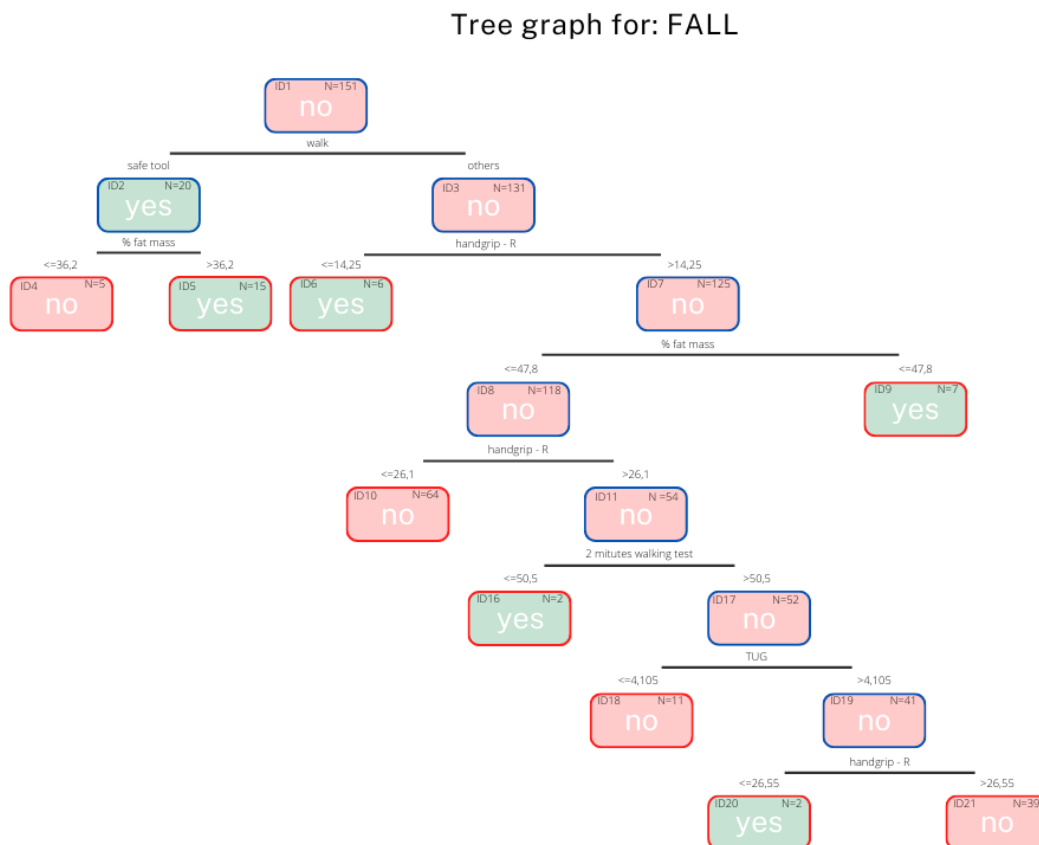 Tree graph for: FALL
ID1 N=151
no
walk
safe tool others
ID2 N=20 ID3 N=131
yes no
% fat mass handgrip - R
<=36,2 >36,2 <=14,25 >14,25
ID4 N=5 ID5 N=15 ID6 N=6 ID7 N=125
no yes yes no
% fat mass
<=47,8 <=47,8
ID8 N=118 ID9 N=7
no yes
handgrip - R
<=26,1 >26,1
ID10 N=64 ID11 N =54
no no
2 mitutes walking test
<=50,5 >50,5
ID16 N=2 ID17 N=52
yes no
TUG
<=4,105 >4,105
ID18 N=11 ID19 N=41
no no
handgrip - R
<=26,55 >26,55
ID20 N=2 ID21 N=39
yes no